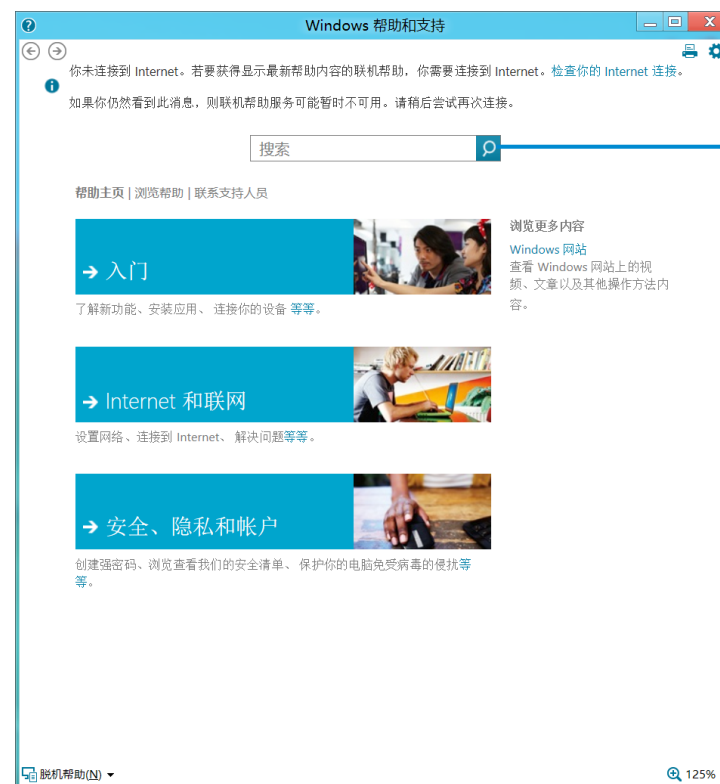 Windows 帮助和支持
你未连接到 Internet。若要获得显示最新帮助内容的联机帮助，你需要连接到 Internet。检查你的 Internet 连接。
如果你仍然看到此消息，则联机帮助服务可能暂时不可用。请稍后尝试再次连接。
搜索
帮助主页 | 浏览帮助 | 联系支持人员
入门
了解新功能、安装应用、 连接你的设备 等等。
Internet 和联网
设置网络、连接到 Internet、 解决问题等等。
安全、隐私和帐户
创建强密码、浏览查看我们的安全清单、 保护你的电脑免受病毒的侵扰等
等。
浏览更多内容
Windows 网站
查看 Windows 网站上的视
频、文章以及其他操作方法内
容。
脱机帮助(N)
125%